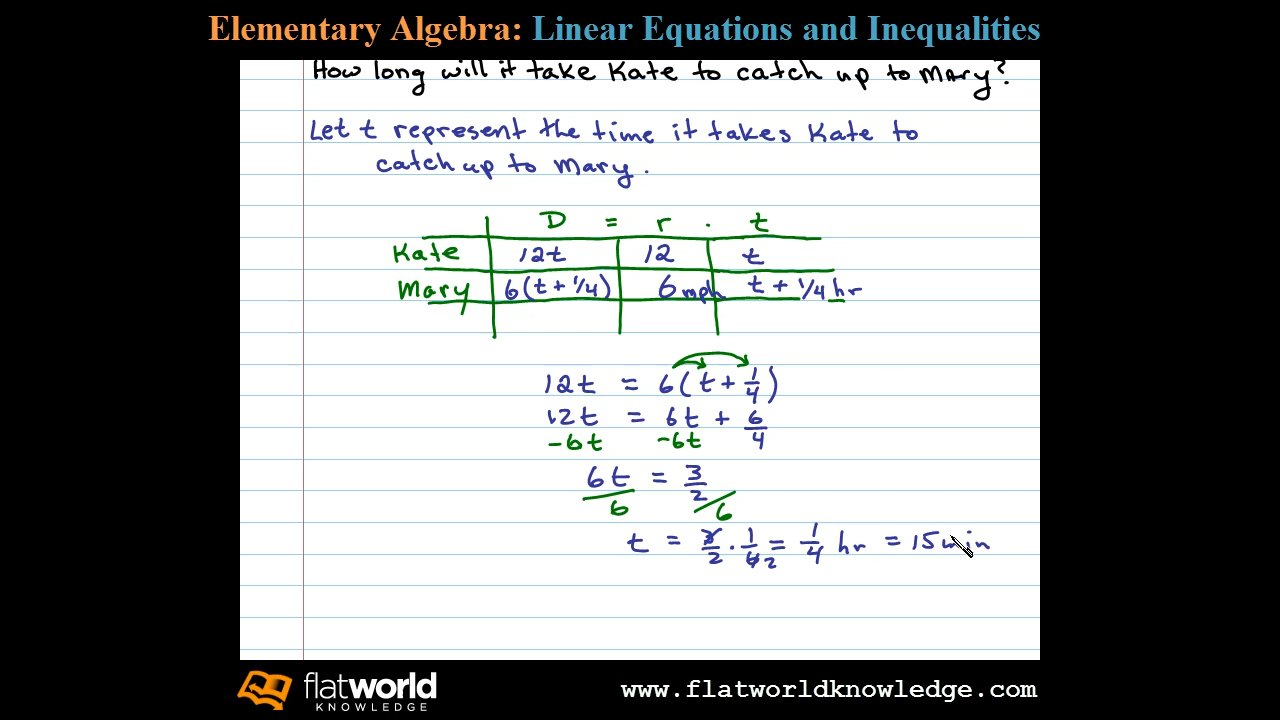 Elementary Algebra: Linear Equations and Inequalities
How long will it take Kate to catch up to Mary?
Let t represent the time it takes Kate to
catch up to Mary.
D = r · t
Kate 12t 12 t
Mary 6(t + 1/4) 6 mph t + 1/4 hr
12t = 6(t + 1/4)
12t = 6t + 6/4
-6t -6t
6t = 3/2
6 6
t = 3/2 · 1/6 2 = 1/4 hr = 15 min
flatworld
KNOWLEDGE
www.flatworldknowledge.com